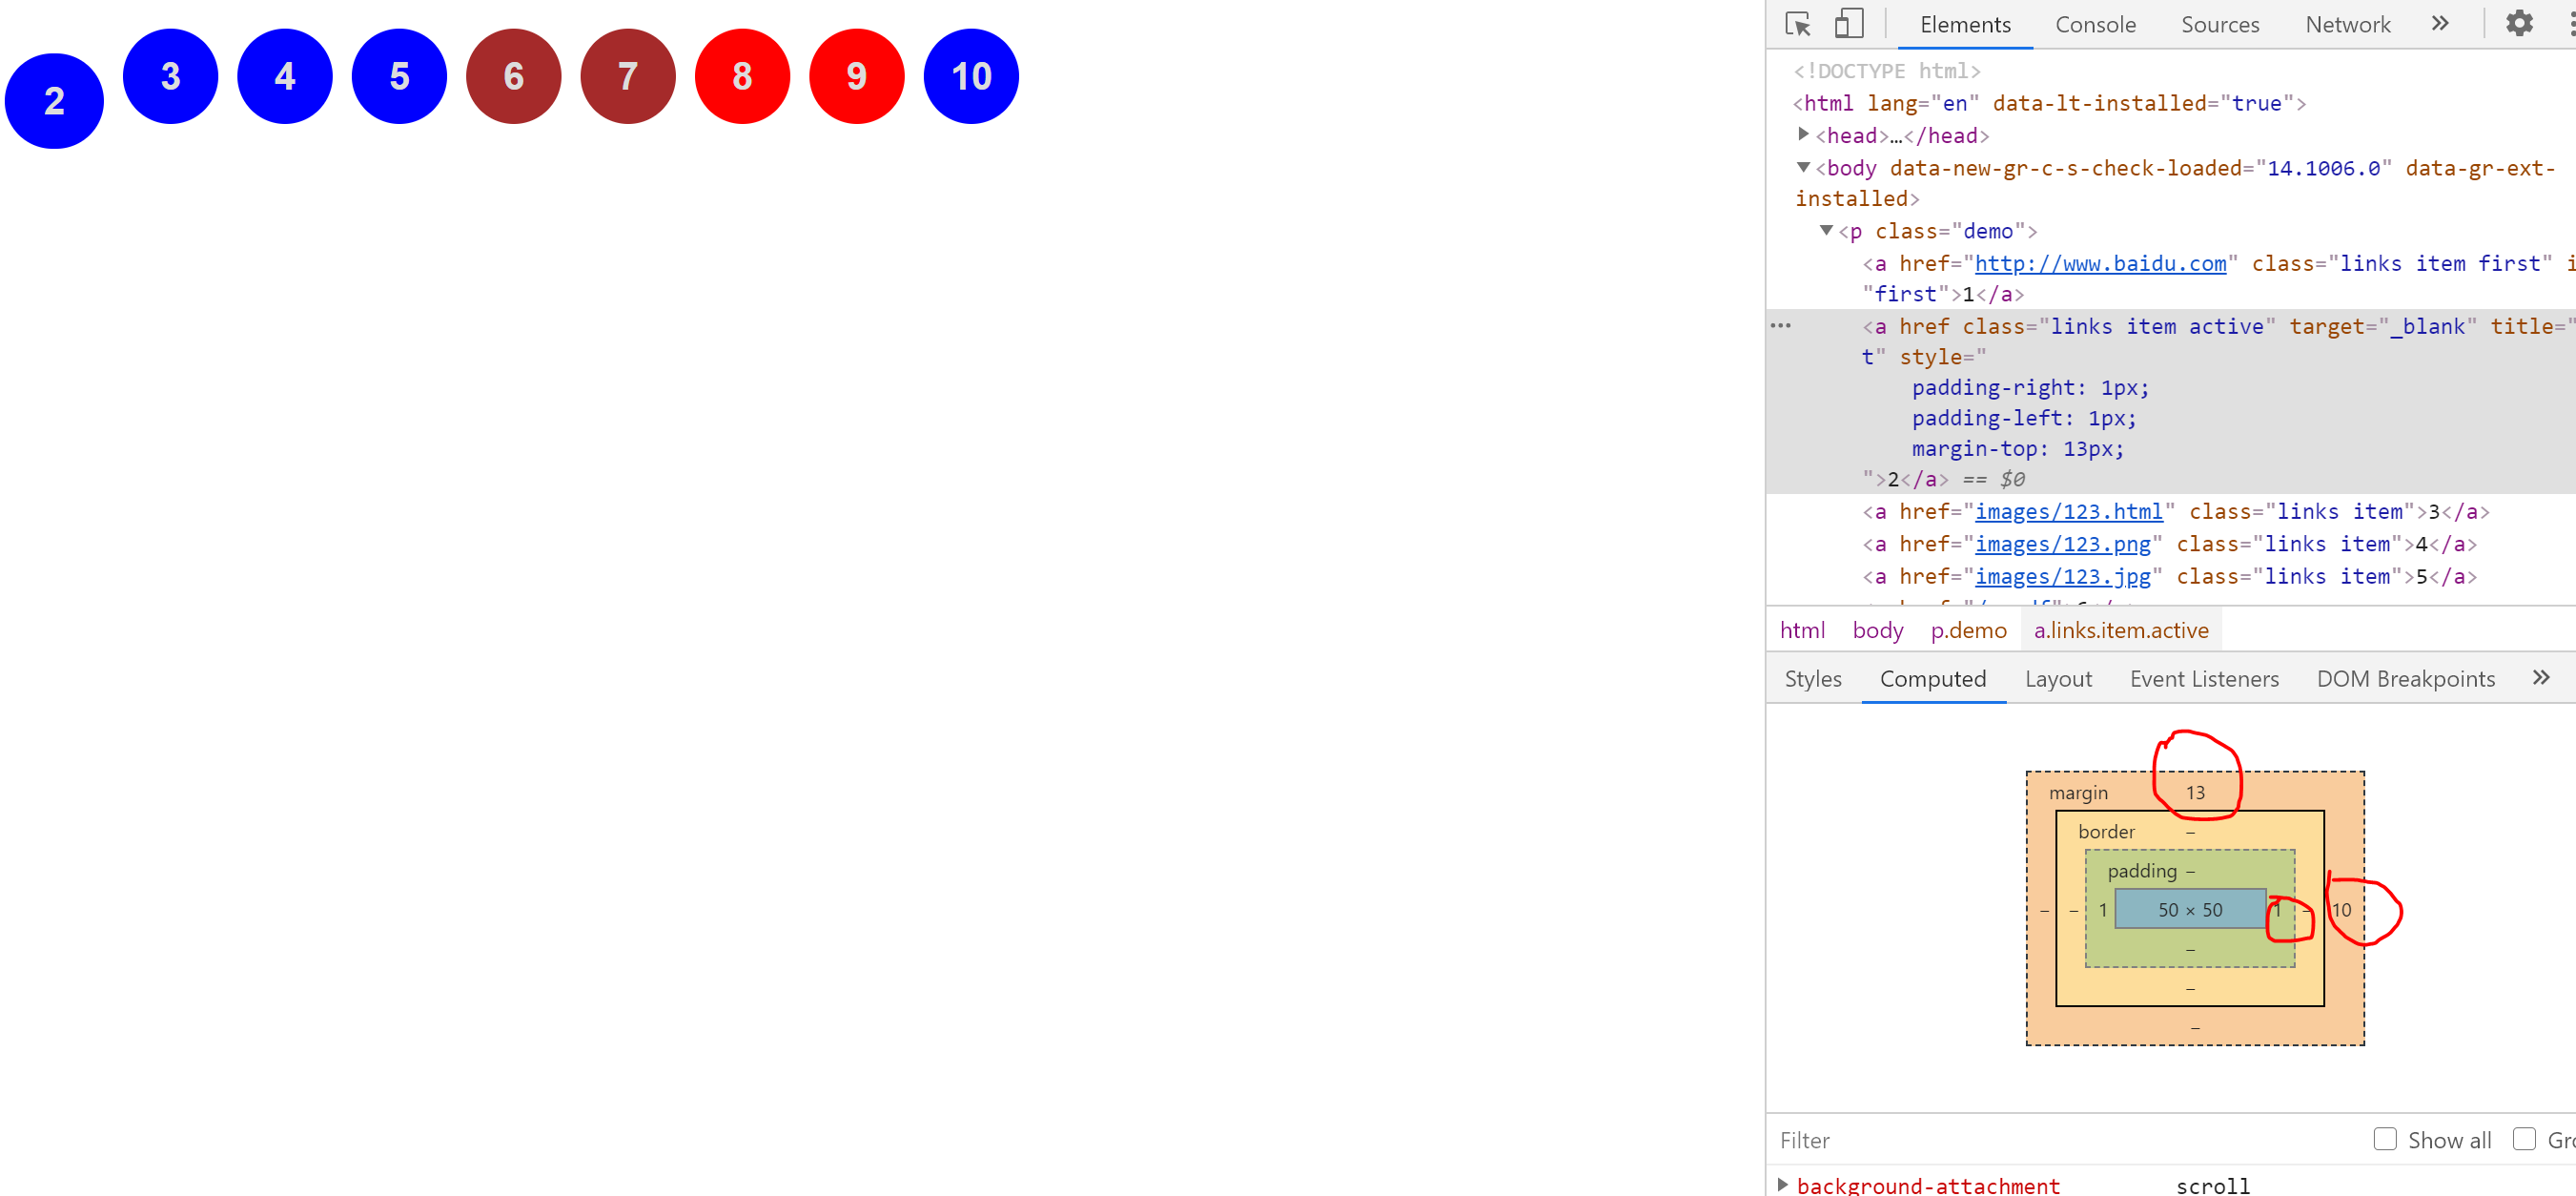 2 3 4 5 6 7 8 9 10
Elements Console Sources Network »
<!DOCTYPE html>
<html lang="en" data-lt-installed="true">
▶<head>…</head>
▼<body data-new-gr-c-s-check-loaded="14.1006.0" data-gr-ext-
installed>
▼<p class="demo">
<a href="http://www.baidu.com" class="links item first" i
"first">1</a>
… <a href class="links item active" target="_blank" title="
t" style="
padding-right: 1px;
padding-left: 1px;
margin-top: 13px;
">2</a> == $0
<a href="images/123.html" class="links item">3</a>
<a href="images/123.png" class="links item">4</a>
<a href="images/123.jpg" class="links item">5</a>
html body p.demo a.links.item.active
Styles Computed Layout Event Listeners DOM Breakpoints »
margin 13
border –
padding –
– – 1 50 × 50 1 – 10
–
–
–
Filter Show all Gro
▶ background-attachment scroll